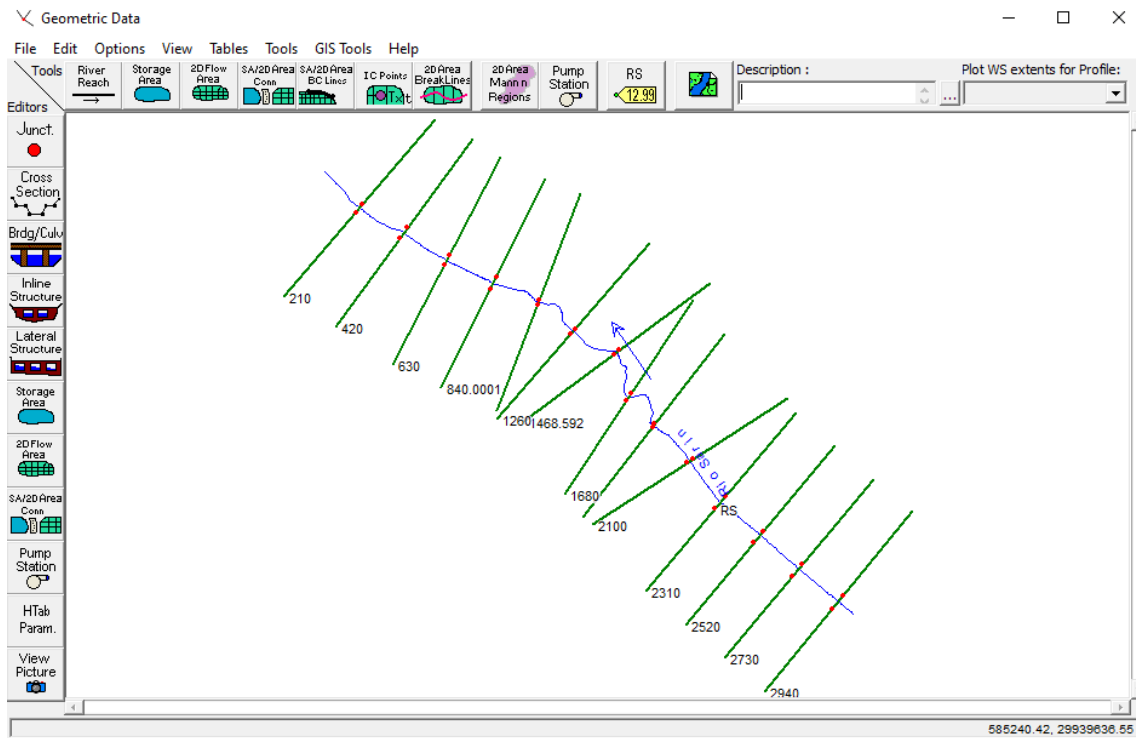 Geometric Data
File Edit Options View Tables Tools GIS Tools Help
Tools
Editors
River
Reach
Storage
Area
2D Flow
Area
SA/2D Area
Conn
SA/2D Area
BC Lines
IC Points
Txt
2D Area
BreakLines
2D Area
Mann n
Regions
Pump
Station
RS
12.99
Description :
...
Plot WS extents for Profile:
Junct.
Cross
Section
Brdg/Culv
Inline
Structure
Lateral
Structure
Storage
Area
2D Flow
Area
SA/2D Area
Conn
Pump
Station
HTab
Param.
View
Picture
210
420
630
840.0001
1260
1468.592
Rio Sarin
1680
2100
RS
2310
2520
2730
2940
585240.42, 29939636.55